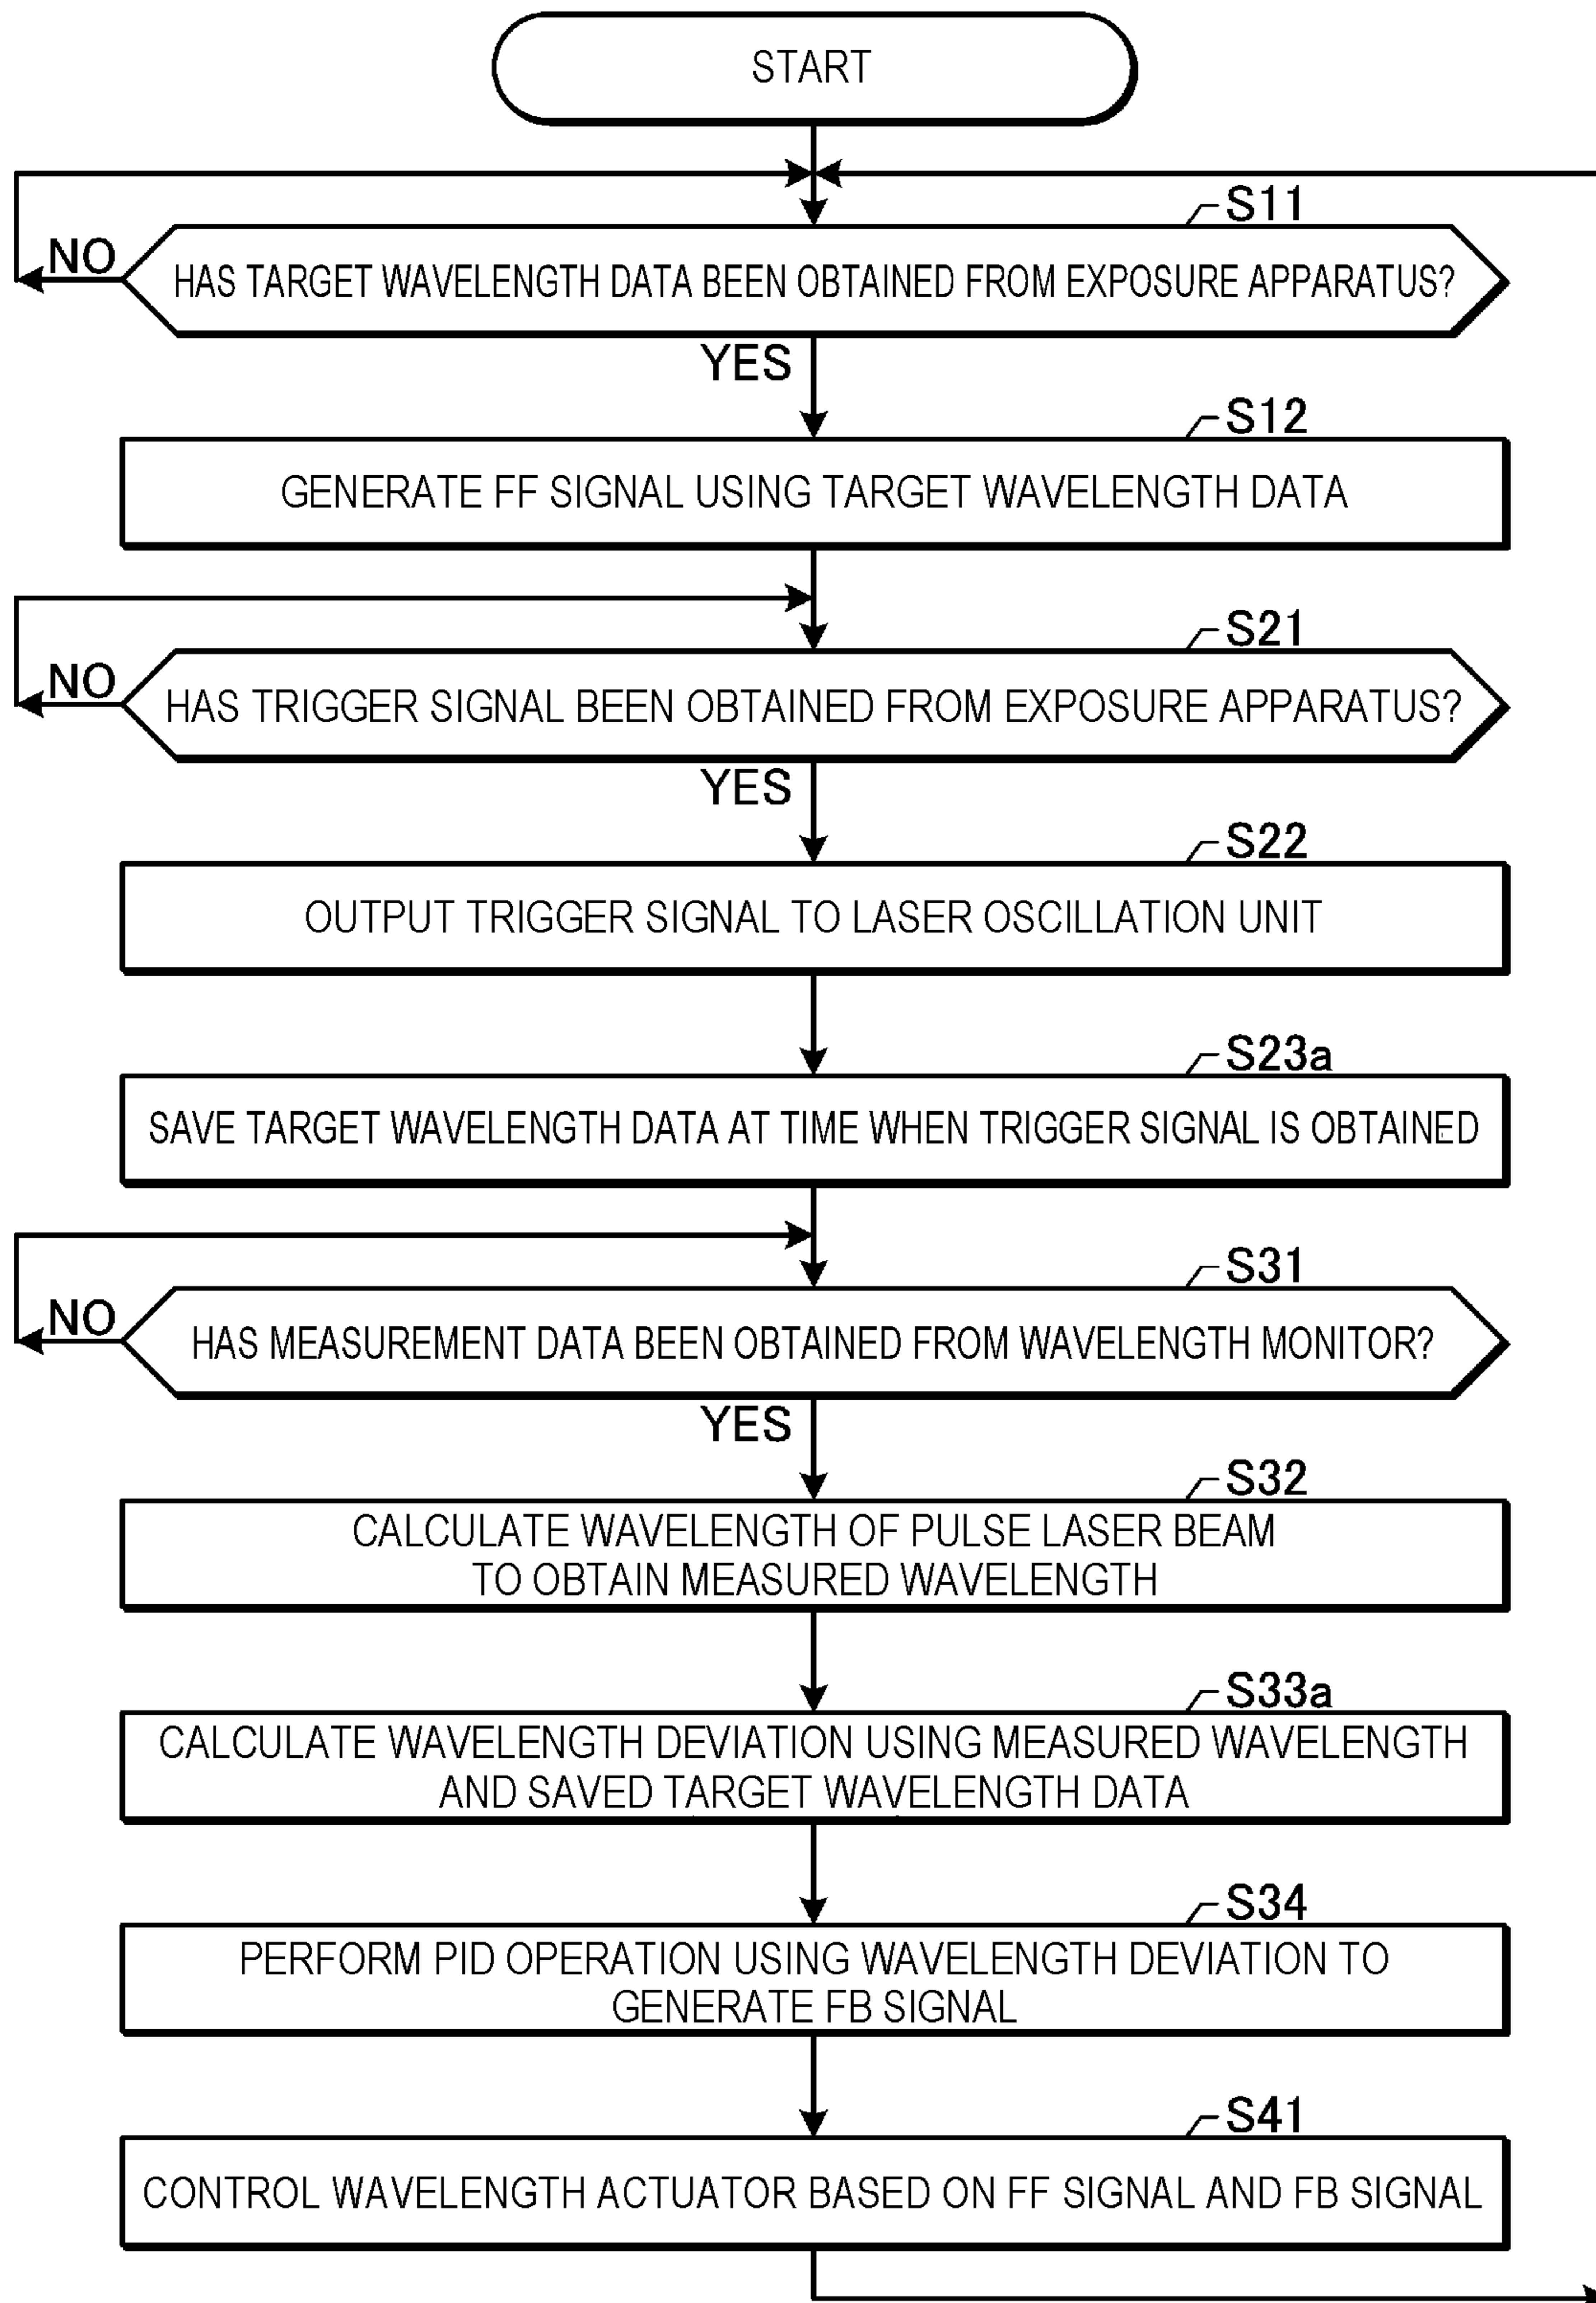 START
S11
NO
HAS TARGET WAVELENGTH DATA BEEN OBTAINED FROM EXPOSURE APPARATUS?
YES
S12
GENERATE FF SIGNAL USING TARGET WAVELENGTH DATA
S21
NO
HAS TRIGGER SIGNAL BEEN OBTAINED FROM EXPOSURE APPARATUS?
YES
S22
OUTPUT TRIGGER SIGNAL TO LASER OSCILLATION UNIT
S23a
SAVE TARGET WAVELENGTH DATA AT TIME WHEN TRIGGER SIGNAL IS OBTAINED
S31
NO
HAS MEASUREMENT DATA BEEN OBTAINED FROM WAVELENGTH MONITOR?
YES
S32
CALCULATE WAVELENGTH OF PULSE LASER BEAM
TO OBTAIN MEASURED WAVELENGTH
S33a
CALCULATE WAVELENGTH DEVIATION USING MEASURED WAVELENGTH
AND SAVED TARGET WAVELENGTH DATA
S34
PERFORM PID OPERATION USING WAVELENGTH DEVIATION TO
GENERATE FB SIGNAL
S41
CONTROL WAVELENGTH ACTUATOR BASED ON FF SIGNAL AND FB SIGNAL